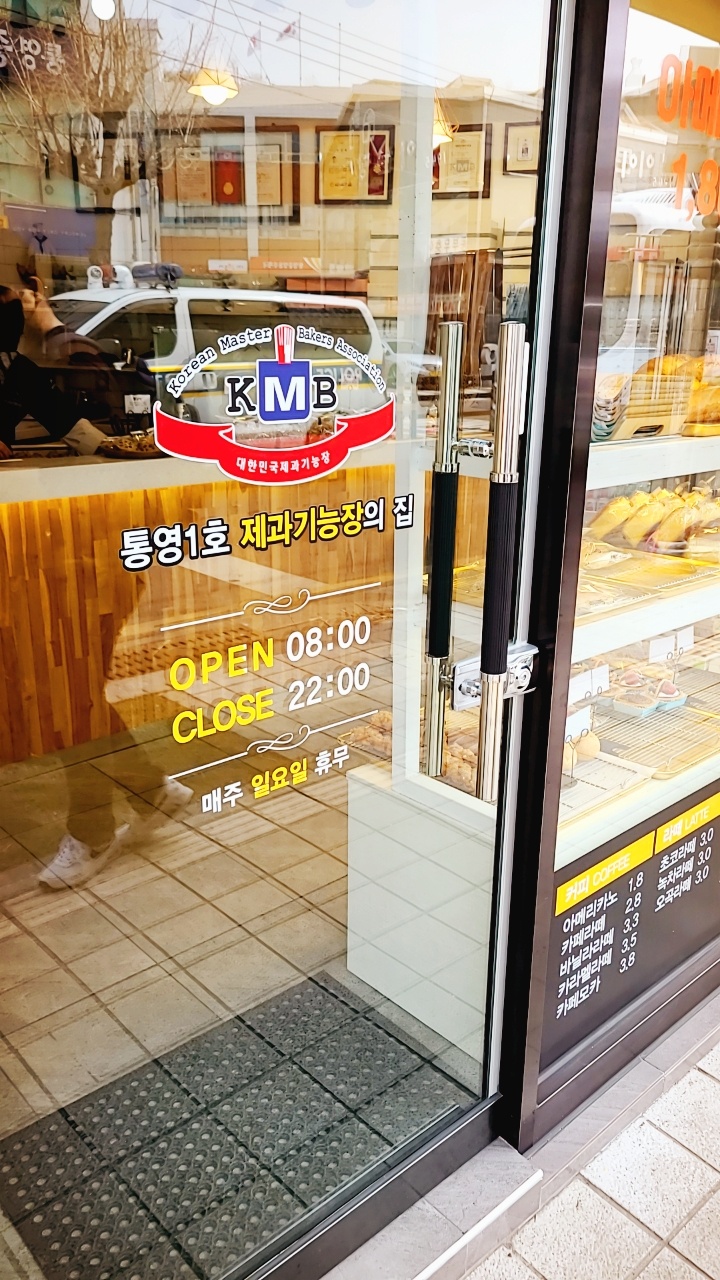 Korean Master Bakers Association
KMB
대한민국제과기능장
통영1호 제과기능장의 집
OPEN 08:00
CLOSE 22:00
매주 일요일 휴무
커피 COFFEE
아메리카노 1.8
카페라떼 2.8
바닐라라떼 3.3
카라멜라떼 3.5
카페모카 3.8
라떼 LATTE
초코라떼 3.0
녹차라떼 3.0
오곡라떼 3.0
아메
1,8